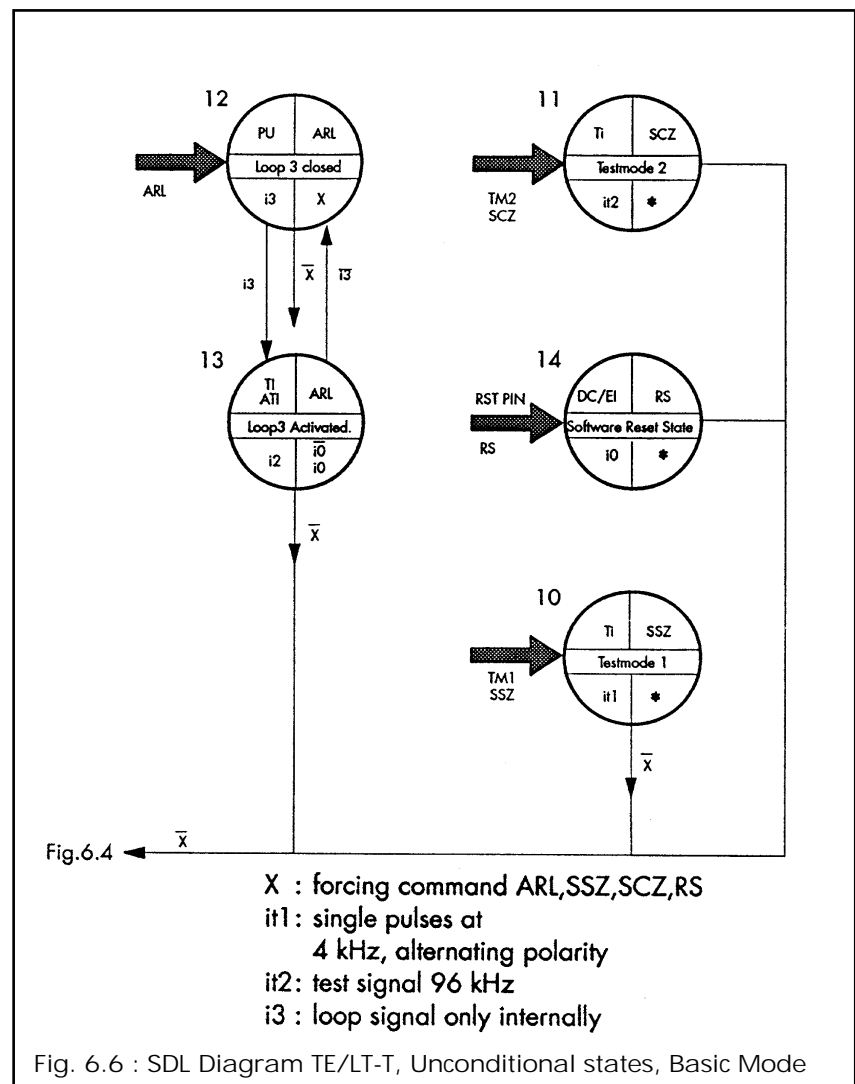 12
PU ARL
Loop 3 closed
i3 X
ARL
i3
X̅
i̅3̅
13
TI ARL
ATI
Loop3 Activated.
i2 i̅0̅
i0
X̅
11
Ti SCZ
Testmode 2
it2 *
TM2
SCZ
14
RST PIN
DC/EI RS
Software Reset State
i0 *
RS
10
Ti SSZ
Testmode 1
it1 *
TM1
SSZ
X̅
Fig.6.4 X̅
X : forcing command ARL,SSZ,SCZ,RS
it1: single pulses at
4 kHz, alternating polarity
it2: test signal 96 kHz
i3 : loop signal only internally
Fig. 6.6 : SDL Diagram TE/LT-T, Unconditional states, Basic Mode